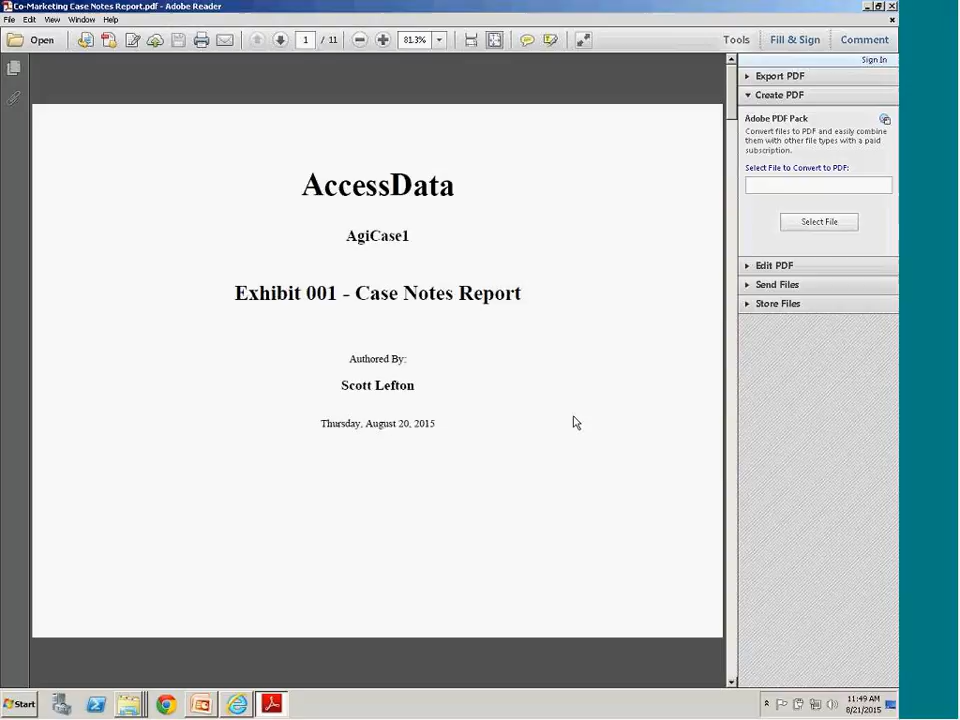 Co-Marketing Case Notes Report.pdf - Adobe Reader
File Edit View Window Help
Open 1 / 11 81.3% Tools Fill & Sign Comment
Sign In
Export PDF
Create PDF
Adobe PDF Pack
Convert files to PDF and easily combine
them with other file types with a paid
subscription.
Select File to Convert to PDF:
Select File
Edit PDF
Send Files
Store Files
AccessData
AgiCase1
Exhibit 001 - Case Notes Report
Authored By:
Scott Lefton
Thursday, August 20, 2015
Start
11:49 AM
8/21/2015